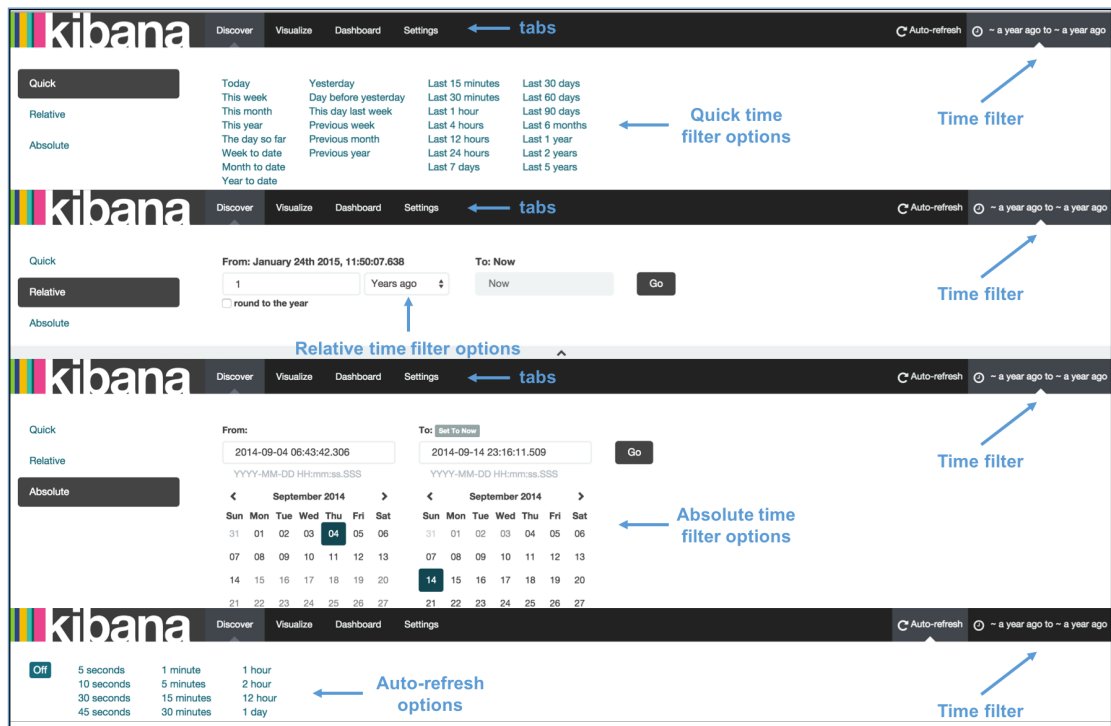 kibana Discover Visualize Dashboard Settings tabs Auto-refresh ~ a year ago to ~ a year ago
Quick
Relative
Absolute
Today Yesterday Last 15 minutes Last 30 days
This week Day before yesterday Last 30 minutes Last 60 days
This month This day last week Last 1 hour Last 90 days
This year Previous week Last 4 hours Last 6 months
The day so far Previous month Last 12 hours Last 1 year
Week to date Previous year Last 24 hours Last 2 years
Month to date Last 7 days Last 5 years
Year to date
Quick time
filter options
Time filter
kibana Discover Visualize Dashboard Settings tabs Auto-refresh ~ a year ago to ~ a year ago
Quick
Relative
Absolute
From: January 24th 2015, 11:50:07.638 To: Now
1 Years ago Now Go
round to the year
Relative time filter options
Time filter
kibana Discover Visualize Dashboard Settings tabs Auto-refresh ~ a year ago to ~ a year ago
Quick
Relative
Absolute
From: To: Set To Now
2014-09-04 06:43:42.306 2014-09-14 23:16:11.509 Go
YYYY-MM-DD HH:mm:ss.SSS YYYY-MM-DD HH:mm:ss.SSS
September 2014 September 2014
Sun Mon Tue Wed Thu Fri Sat Sun Mon Tue Wed Thu Fri Sat
31 01 02 03 04 05 06 31 01 02 03 04 05 06
07 08 09 10 11 12 13 07 08 09 10 11 12 13
14 15 16 17 18 19 20 14 15 16 17 18 19 20
21 22 23 24 25 26 27 21 22 23 24 25 26 27
Absolute time
filter options
Time filter
kibana Discover Visualize Dashboard Settings Auto-refresh ~ a year ago to ~ a year ago
Off 5 seconds 1 minute 1 hour
10 seconds 5 minutes 2 hour
30 seconds 15 minutes 12 hour
45 seconds 30 minutes 1 day
Auto-refresh
options
Time filter